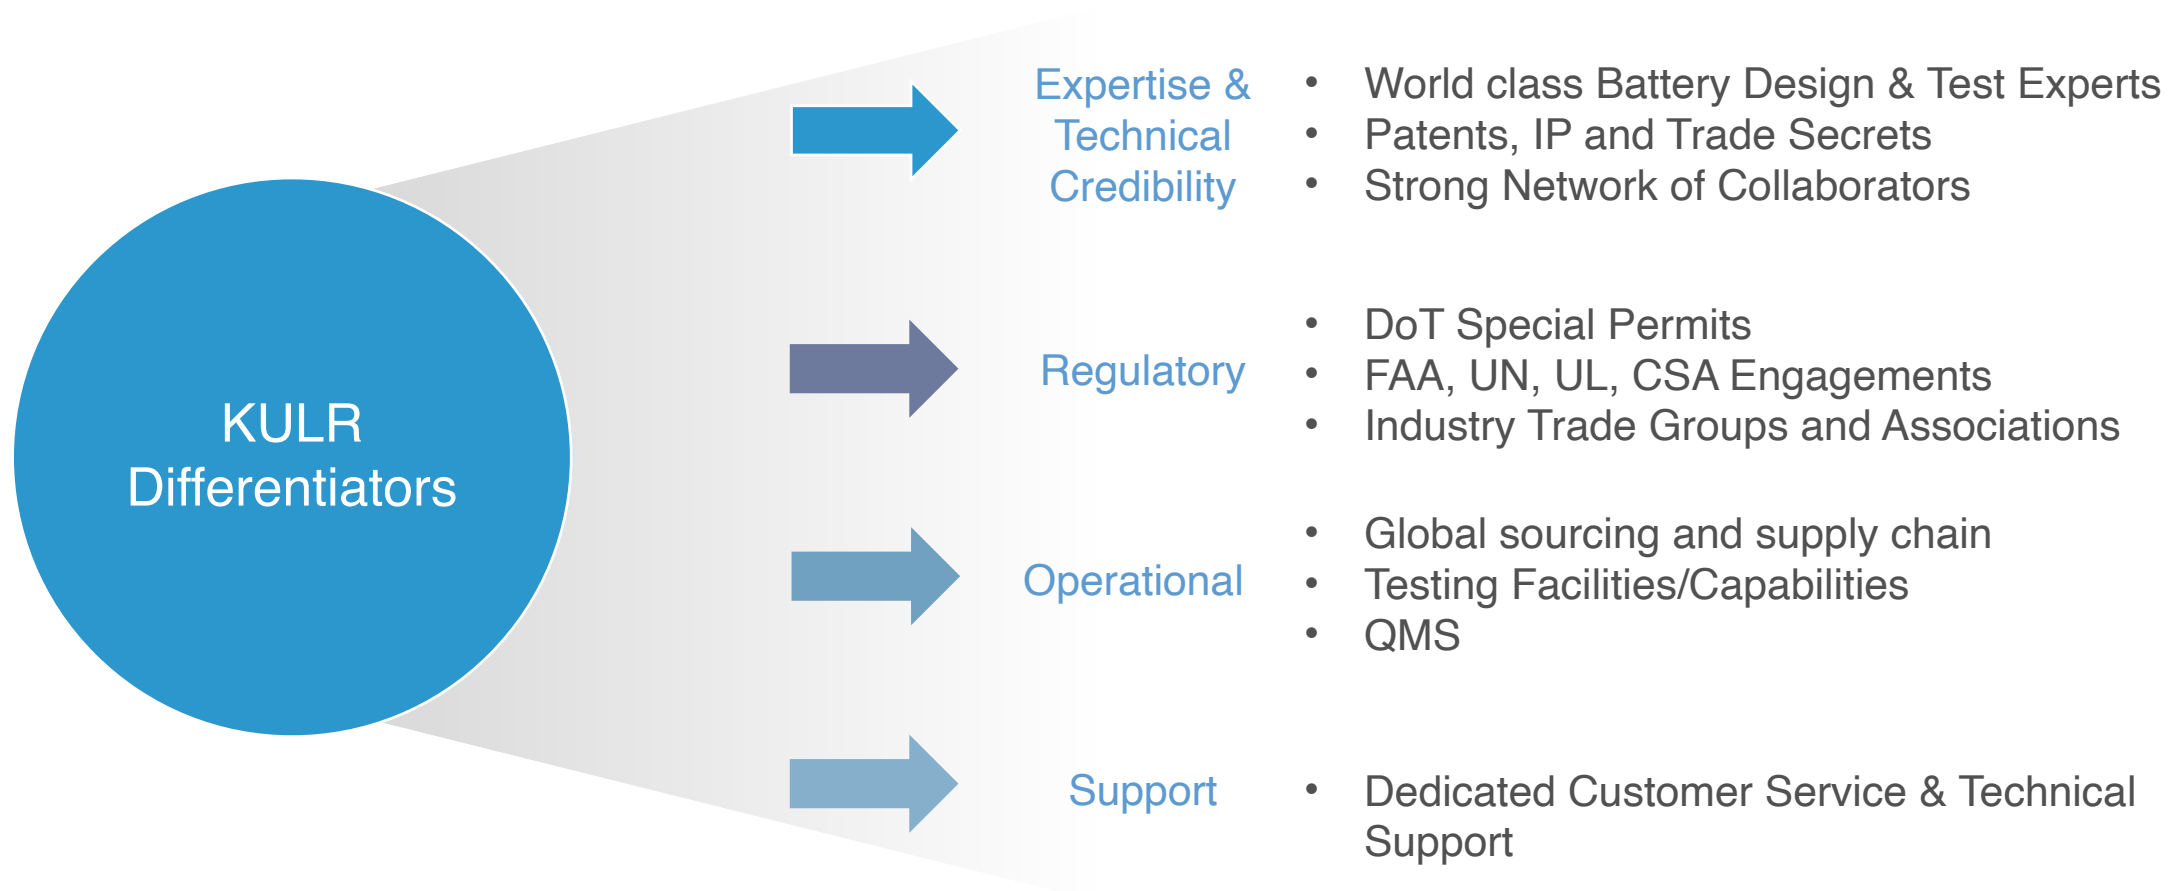 KULR
Differentiators
Expertise &
Technical
Credibility
• World class Battery Design & Test Experts
• Patents, IP and Trade Secrets
• Strong Network of Collaborators
Regulatory
• DoT Special Permits
• FAA, UN, UL, CSA Engagements
• Industry Trade Groups and Associations
Operational
• Global sourcing and supply chain
• Testing Facilities/Capabilities
• QMS
Support
• Dedicated Customer Service & Technical
Support